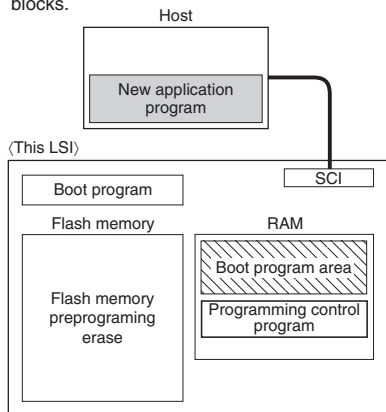 blocks.
Host
New application
program
〈This LSI〉
SCI
Boot program
Flash memory
RAM
Boot program area
Flash memory
preprograming
erase
Programming control
program